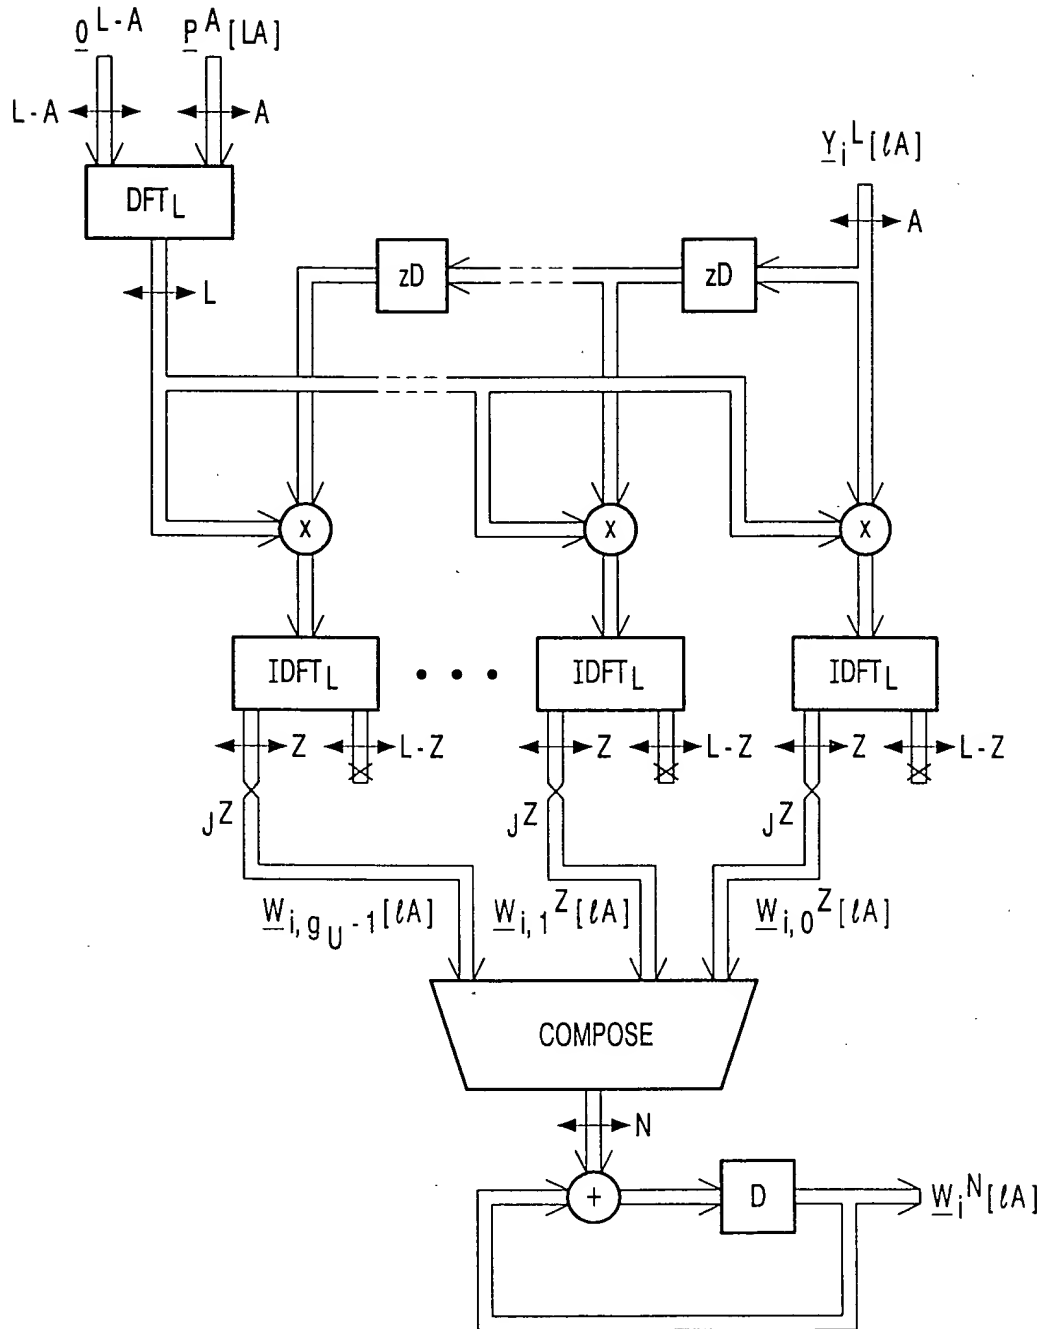 0^L-A P^A[LA]
L-A A
Y_i^L[ℓA]
DFT_L
A
zD zD
L
X X X
IDFT_L • • • IDFT_L IDFT_L
Z L-Z Z L-Z Z L-Z
J^Z J^Z J^Z
W_i,g_U-1[ℓA] W_i,1^Z[ℓA] W_i,0^Z[ℓA]
COMPOSE
N
+ D W_i^N[ℓA]